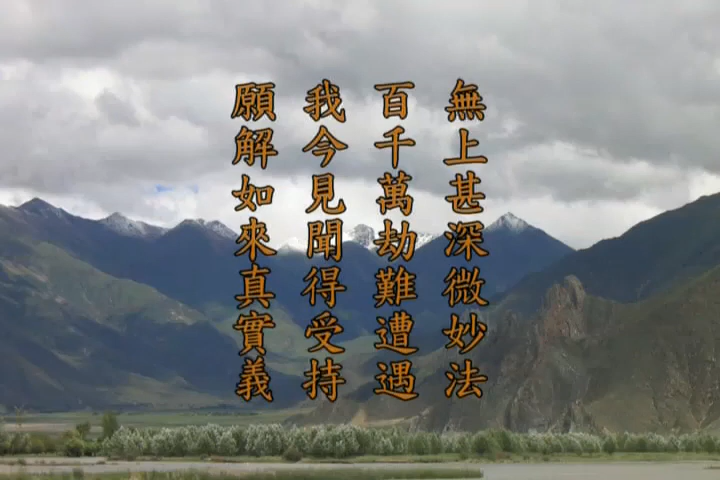 無上甚深微妙法
百千萬劫難遭遇
我今見聞得受持
願解如來真實義